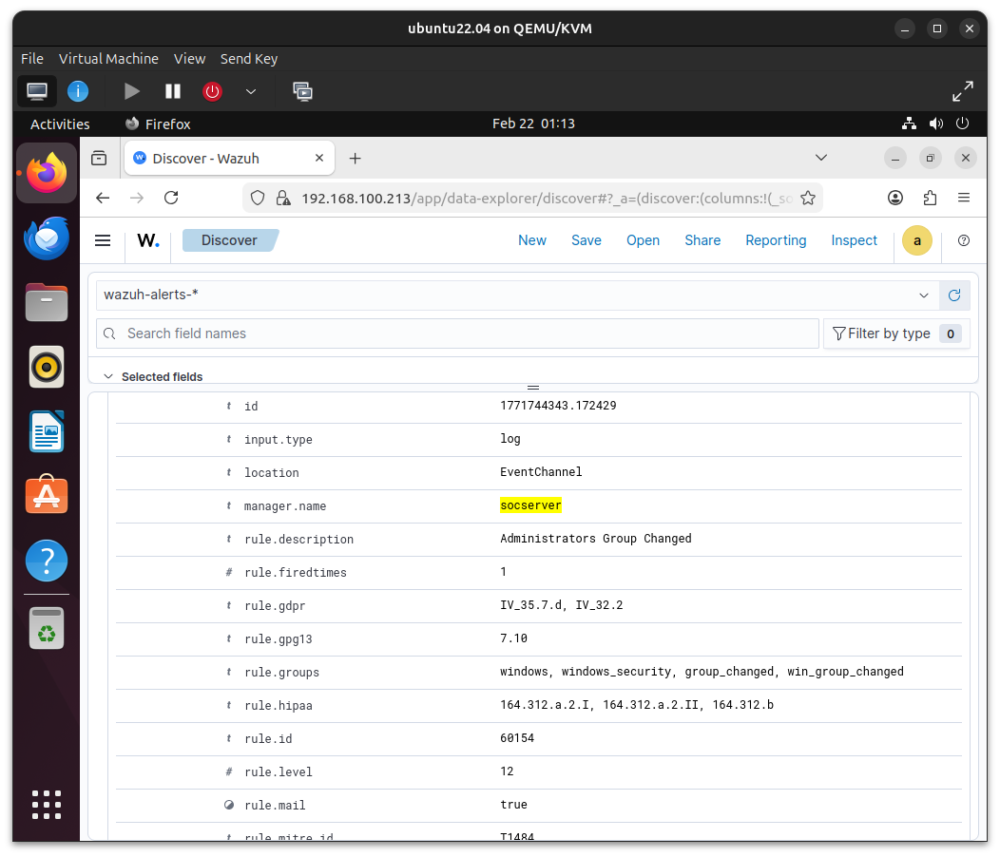 ubuntu22.04 on QEMU/KVM
File Virtual Machine View Send Key
Activities Firefox Feb 22 01:13
Discover - Wazuh
192.168.100.213/app/data-explorer/discover#?_a=(discover:(columns:!(_so
W. Discover New Save Open Share Reporting Inspect a
wazuh-alerts-*
Search field names Filter by type 0
Selected fields
t id 1771744343.172429
t input.type log
t location EventChannel
t manager.name socserver
t rule.description Administrators Group Changed
# rule.firedtimes 1
t rule.gdpr IV_35.7.d, IV_32.2
t rule.gpg13 7.10
t rule.groups windows, windows_security, group_changed, win_group_changed
t rule.hipaa 164.312.a.2.I, 164.312.a.2.II, 164.312.b
t rule.id 60154
# rule.level 12
rule.mail true
t rule.mitre.id T1484